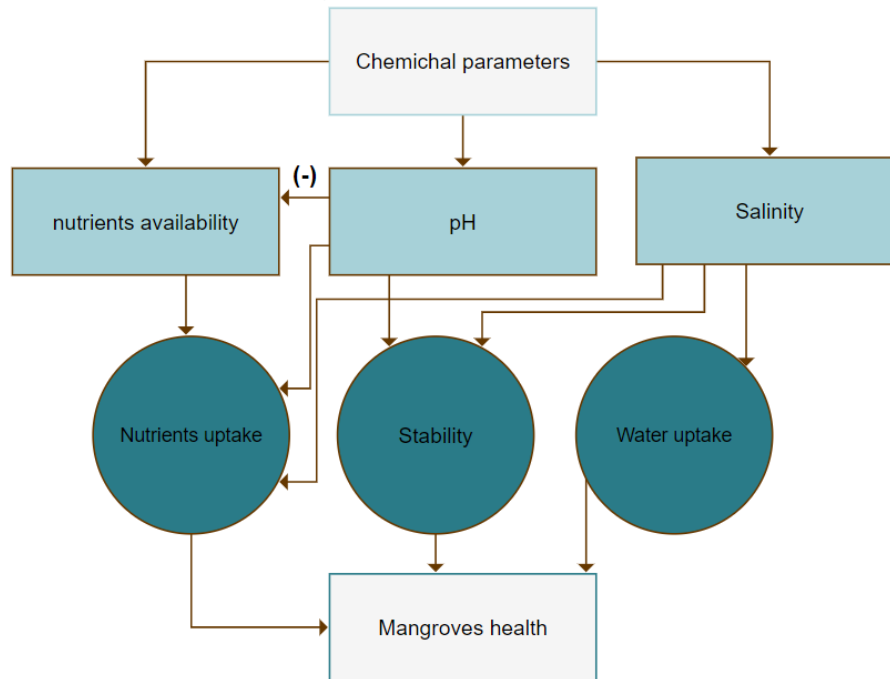 Chemichal parameters
(-)
nutrients availability
pH
Salinity
Nutrients uptake
Stability
Water uptake
Mangroves health